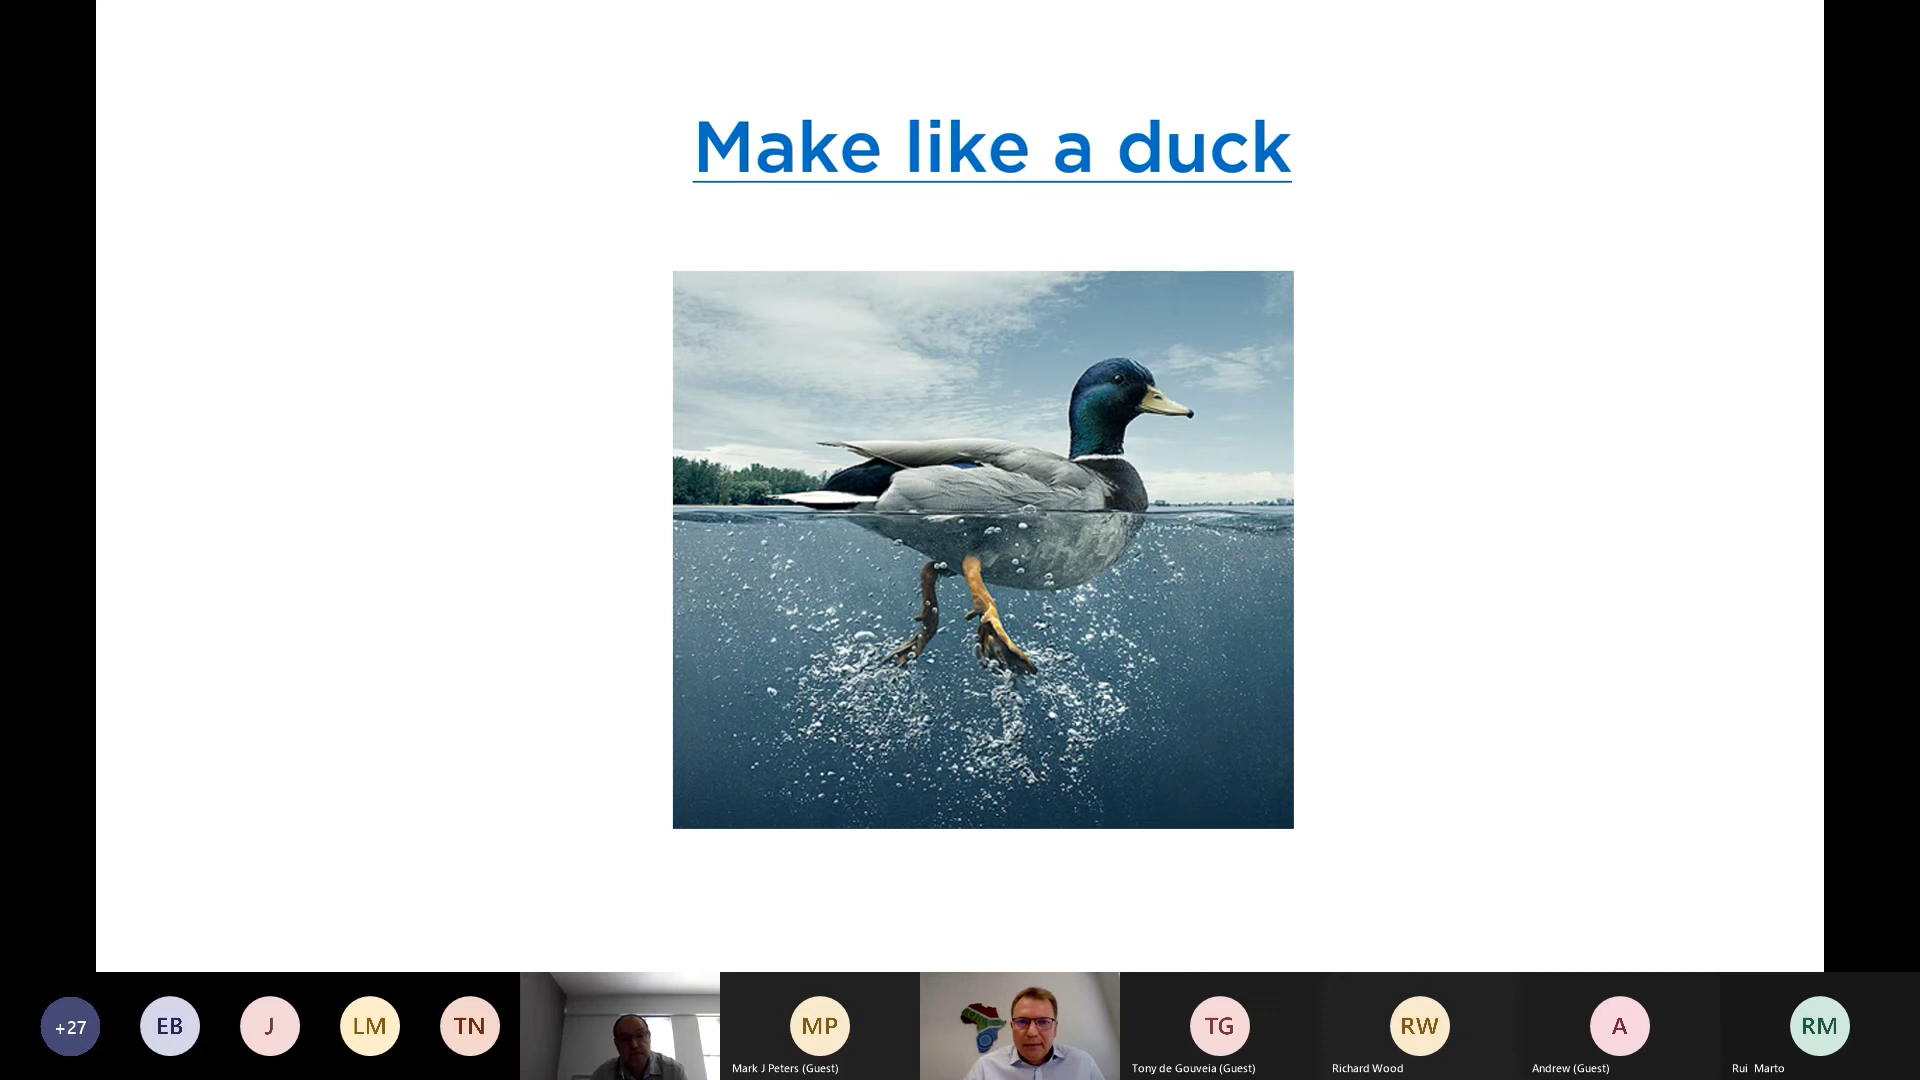 Make like a duck
+27
EB
J
LM
TN
MP
TG
RW
A
RM
Mark J Peters (Guest)
Tony de Gouveia (Guest)
Richard Wood
Andrew (Guest)
Rui Marto